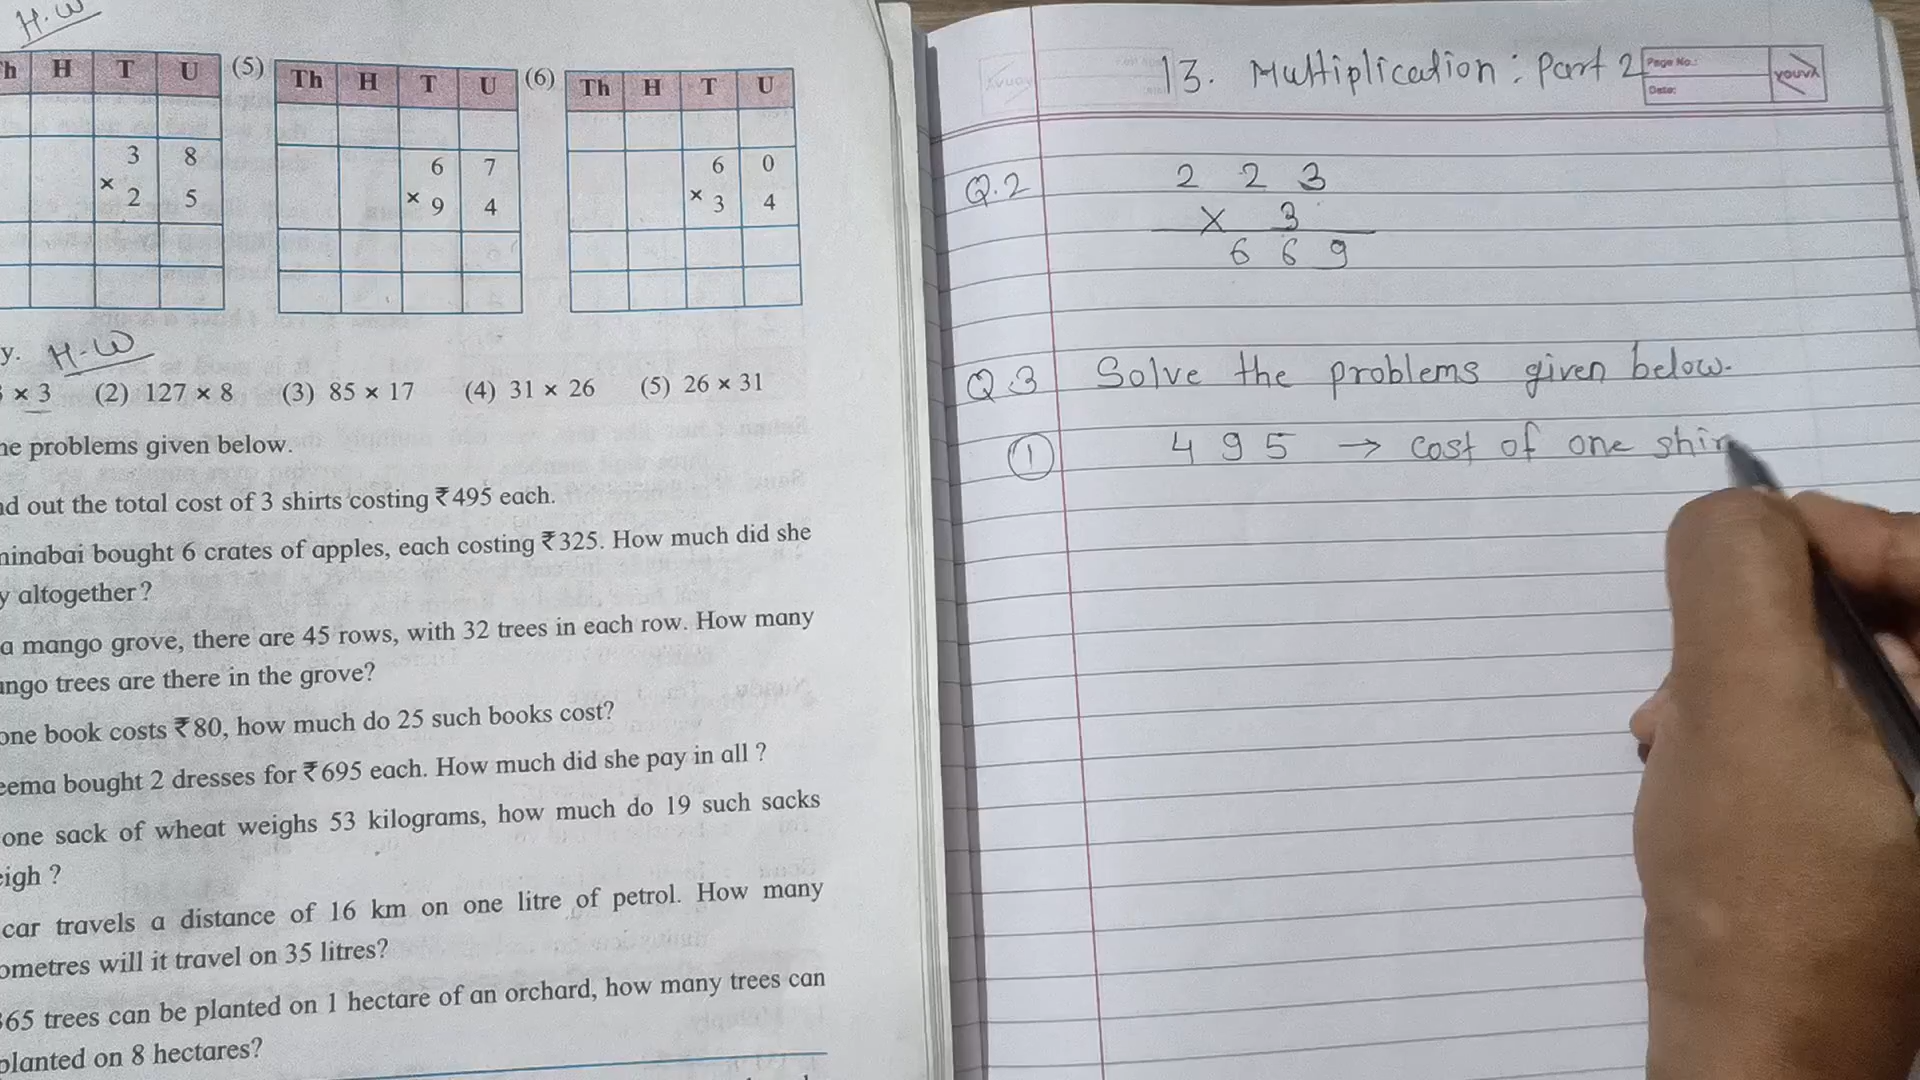 H.W
H T U
3 8
× 2 5
(5)
Th H T U
6 7
× 9 4
(6)
Th H T U
6 0
× 3 4
y. H-W
× 3 (2) 127 × 8 (3) 85 × 17 (4) 31 × 26 (5) 26 × 31
problems given below.
out the total cost of 3 shirts costing ₹495 each.
bought 6 crates of apples, each costing ₹325. How much did she
altogether?
a mango grove, there are 45 rows, with 32 trees in each row. How many
trees are there in the grove?
one book costs ₹80, how much do 25 such books cost?
bought 2 dresses for ₹695 each. How much did she pay in all ?
one sack of wheat weighs 53 kilograms, how much do 19 such sacks
eigh ?
car travels a distance of 16 km on one litre of petrol. How many
ometres will it travel on 35 litres?
65 trees can be planted on 1 hectare of an orchard, how many trees can
planted on 8 hectares?
13. Multiplication : Part 2
Page No.:
Date:
YOUVA
Q.2 2 2 3
× 3
6 6 9
Q.3 Solve the problems given below.
① 4 9 5 → cost of one shir